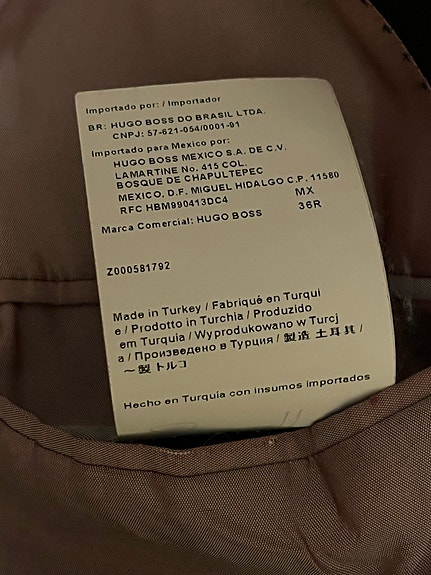 Importado por: / Importador
BR: HUGO BOSS DO BRASIL LTDA.
CNPJ: 57-621-054/0001-91
Importado para Mexico por:
HUGO BOSS MEXICO S.A. DE C.V.
LAMARTINE No. 415 COL.
BOSQUE DE CHAPULTEPEC
MEXICO, D.F. MIGUEL HIDALGO C.P. 11580
RFC HBM990413DC4 MX
Marca Comercial: HUGO BOSS 36R
Z000581792
Made in Turkey / Fabriqué en Turqui
e / Prodotto in Turchia / Produzido
em Turquia / Wyprodukowano w Turcj
a / Произведено в Турция / 製造 土耳其 /
〜製 トルコ
Hecho en Turquía con insumos importados